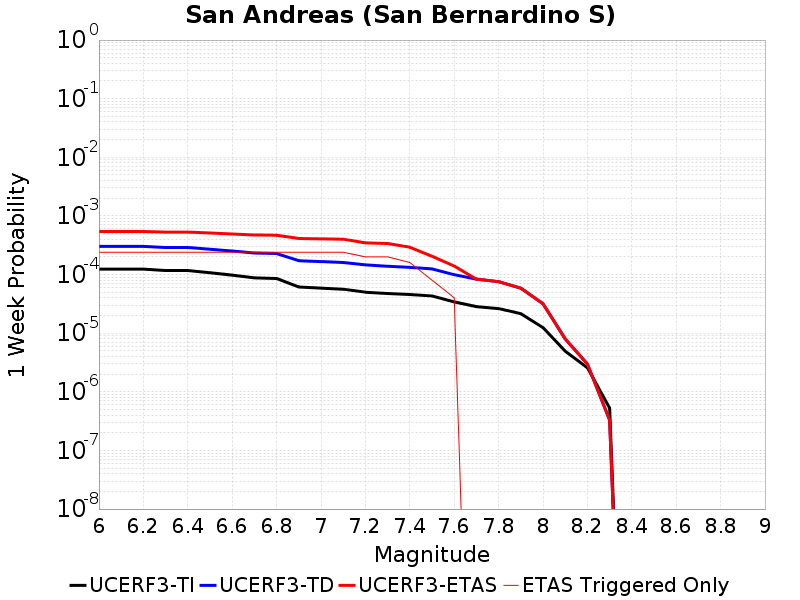 San Andreas (San Bernardino S)
1 Week Probability
10^0
10^-1
10^-2
10^-3
10^-4
10^-5
10^-6
10^-7
10^-8
6 6.2 6.4 6.6 6.8 7 7.2 7.4 7.6 7.8 8 8.2 8.4 8.6 8.8 9
Magnitude
UCERF3-TI UCERF3-TD UCERF3-ETAS ETAS Triggered Only